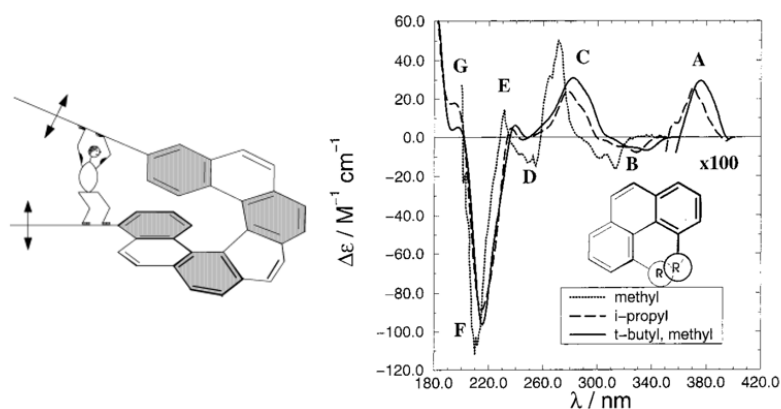 Δε / M⁻¹ cm⁻¹
60.0
40.0
20.0
0.0
−20.0
−40.0
−60.0
−80.0
−100.0
−120.0
G
E
C
A
D
B
x100
F
R R'
methyl
i-propyl
t-butyl, methyl
180.0 220.0 260.0 300.0 340.0 380.0 420.0
λ / nm